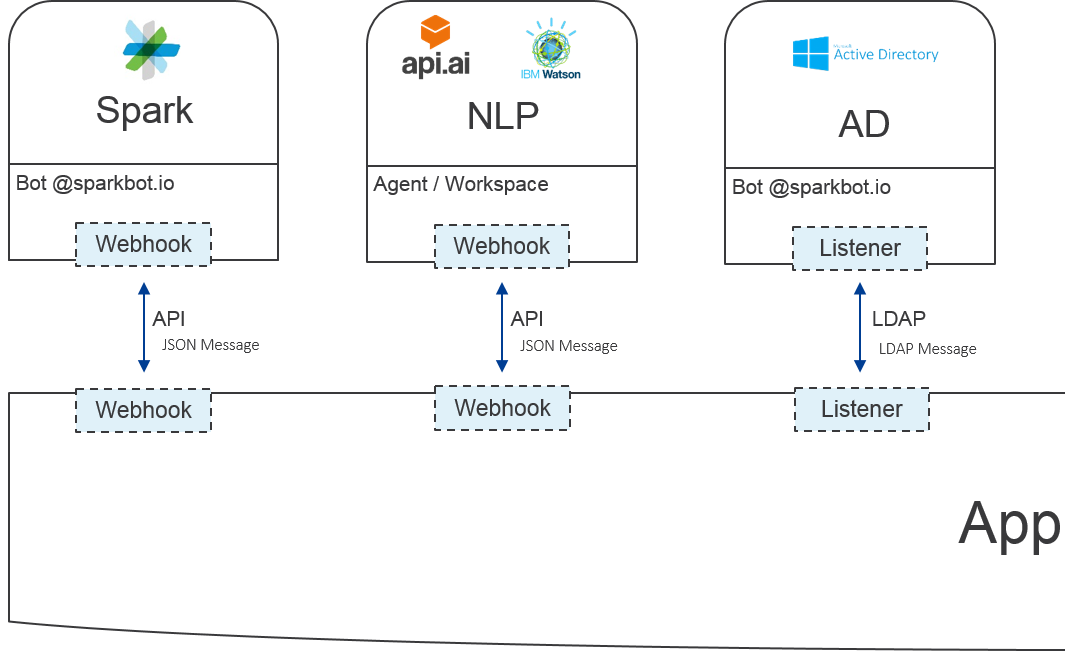 Spark
Bot @sparkbot.io
Webhook
API
JSON Message
Webhook
api.ai
IBM Watson
NLP
Agent / Workspace
Webhook
API
JSON Message
Webhook
Microsoft
Active Directory
AD
Bot @sparkbot.io
Listener
LDAP
LDAP Message
Listener
App